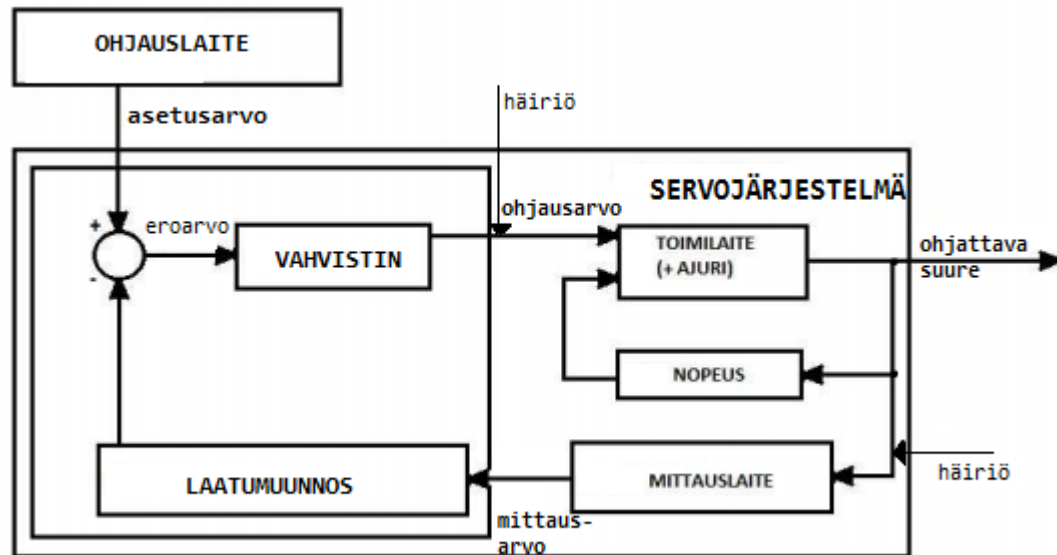 OHJAUSLAITE
asetusarvo
häiriö
SERVOJÄRJESTELMÄ
+
eroarvo
ohjausarvo
VAHVISTIN
TOIMILAITE
(+ AJURI)
ohjattava
suure
-
NOPEUS
LAATUMUUNNOS
MITTAUSLAITE
häiriö
mittaus-
arvo